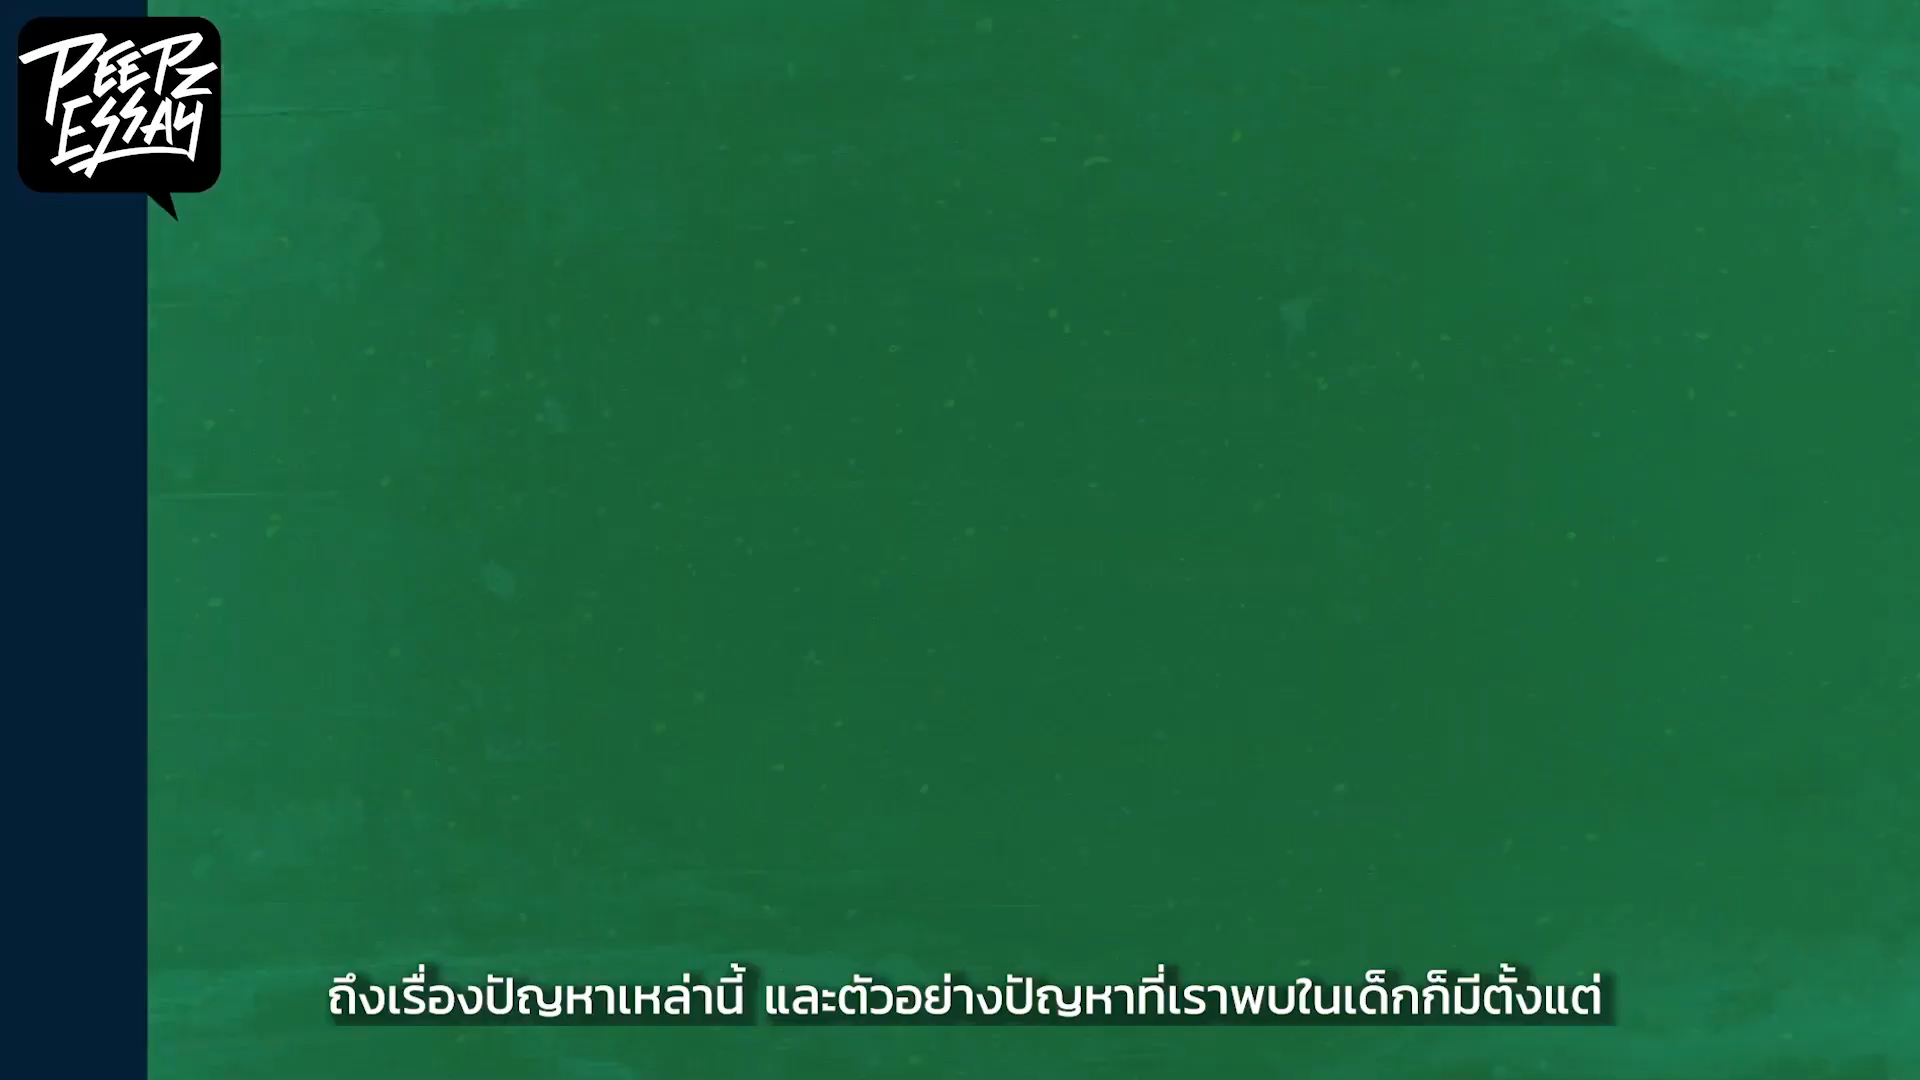 PEEPZ
ESSAY
ถึงเรื่องปัญหาเหล่านี้ และตัวอย่างปัญหาที่เราพบในเด็กก็มีตั้งแต่